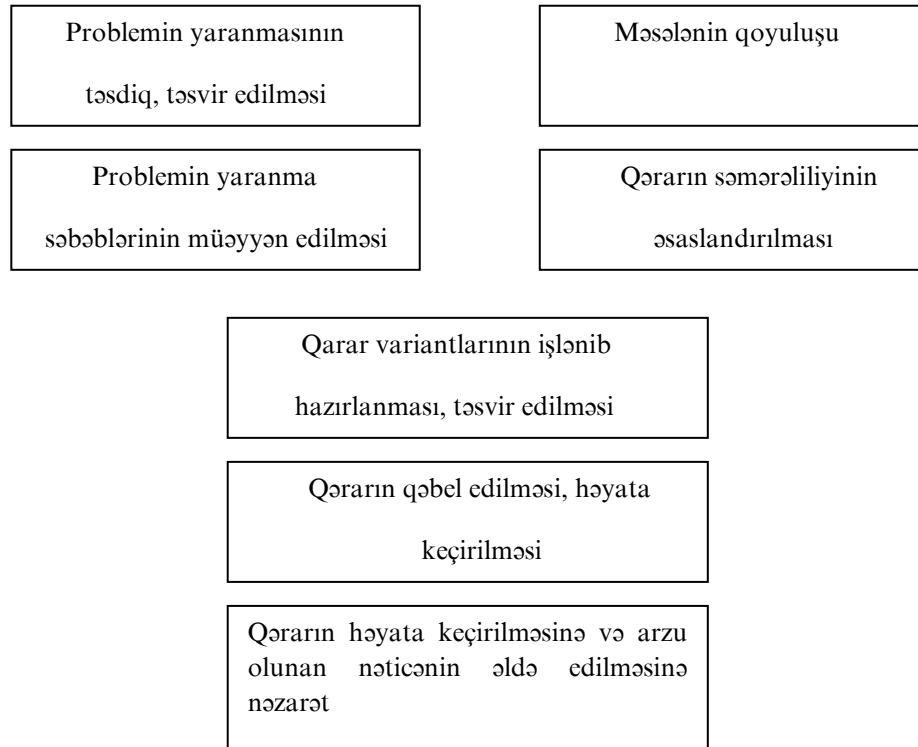 Problemin yaranmasının
təsdiq, təsvir edilməsi
Məsələnin qoyuluşu
Problemin yaranma
səbəblərinin müəyyən edilməsi
Qərarın səmərəliliyinin
əsaslandırılması
Qarar variantlarının işlənib
hazırlanması, təsvir edilməsi
Qərarın qəbel edilməsi, həyata
keçirilməsi
Qərarın həyata keçirilməsinə və arzu
olunan nəticənin əldə edilməsinə
nəzarət